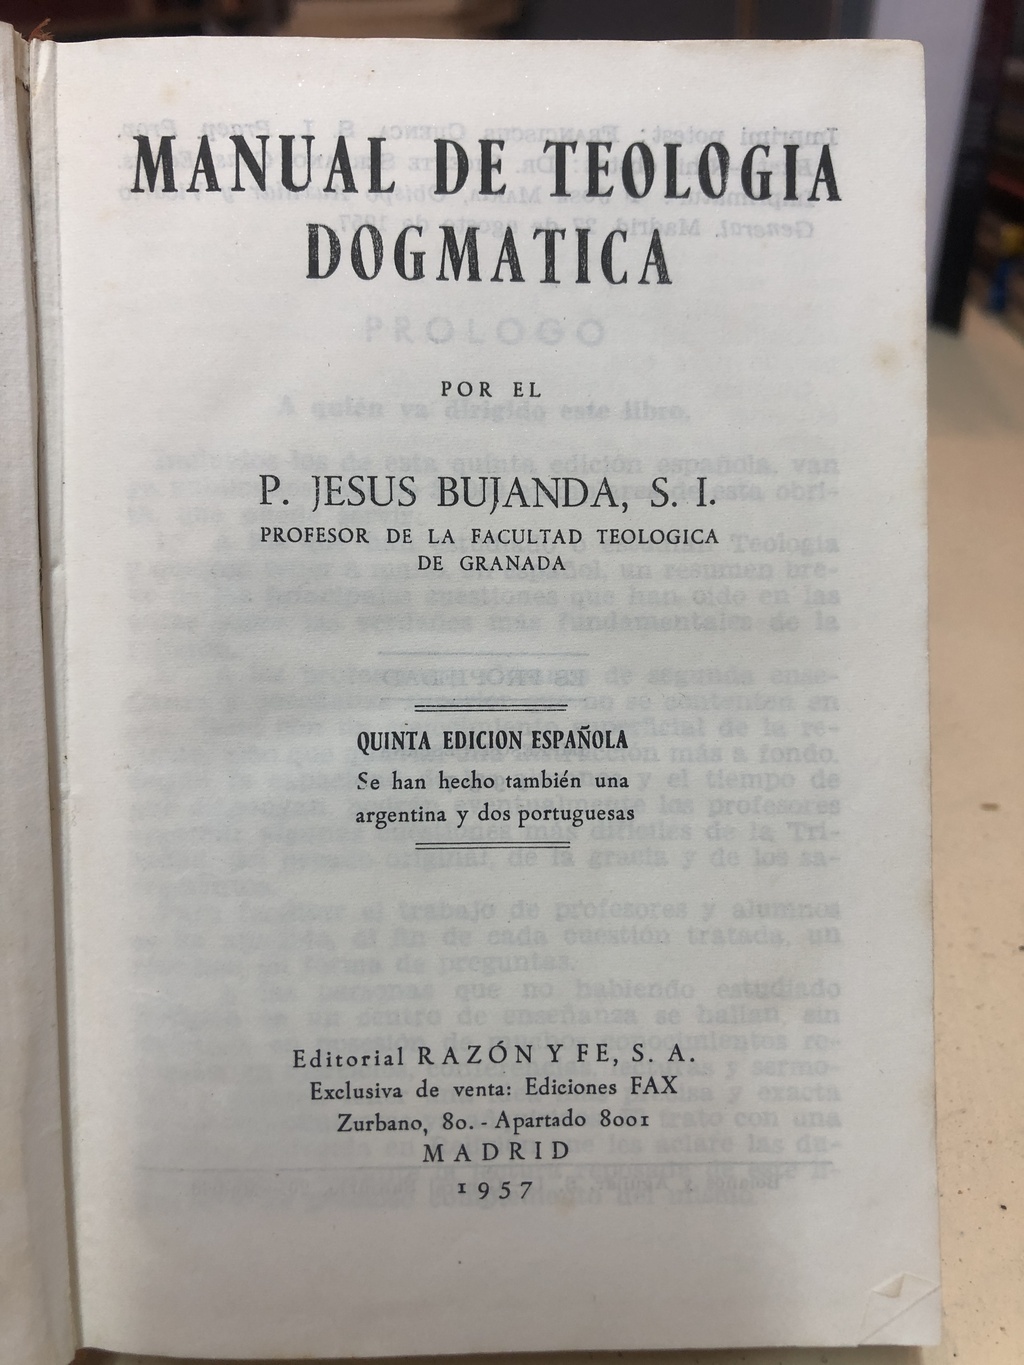 MANUAL DE TEOLOGIA
DOGMATICA
POR EL
P. JESUS BUJANDA, S. I.
PROFESOR DE LA FACULTAD TEOLOGICA
DE GRANADA
QUINTA EDICION ESPAÑOLA
Se han hecho también una
argentina y dos portuguesas
Editorial RAZÓN Y FE, S. A.
Exclusiva de venta: Ediciones FAX
Zurbano, 80. - Apartado 8001
MADRID
1957